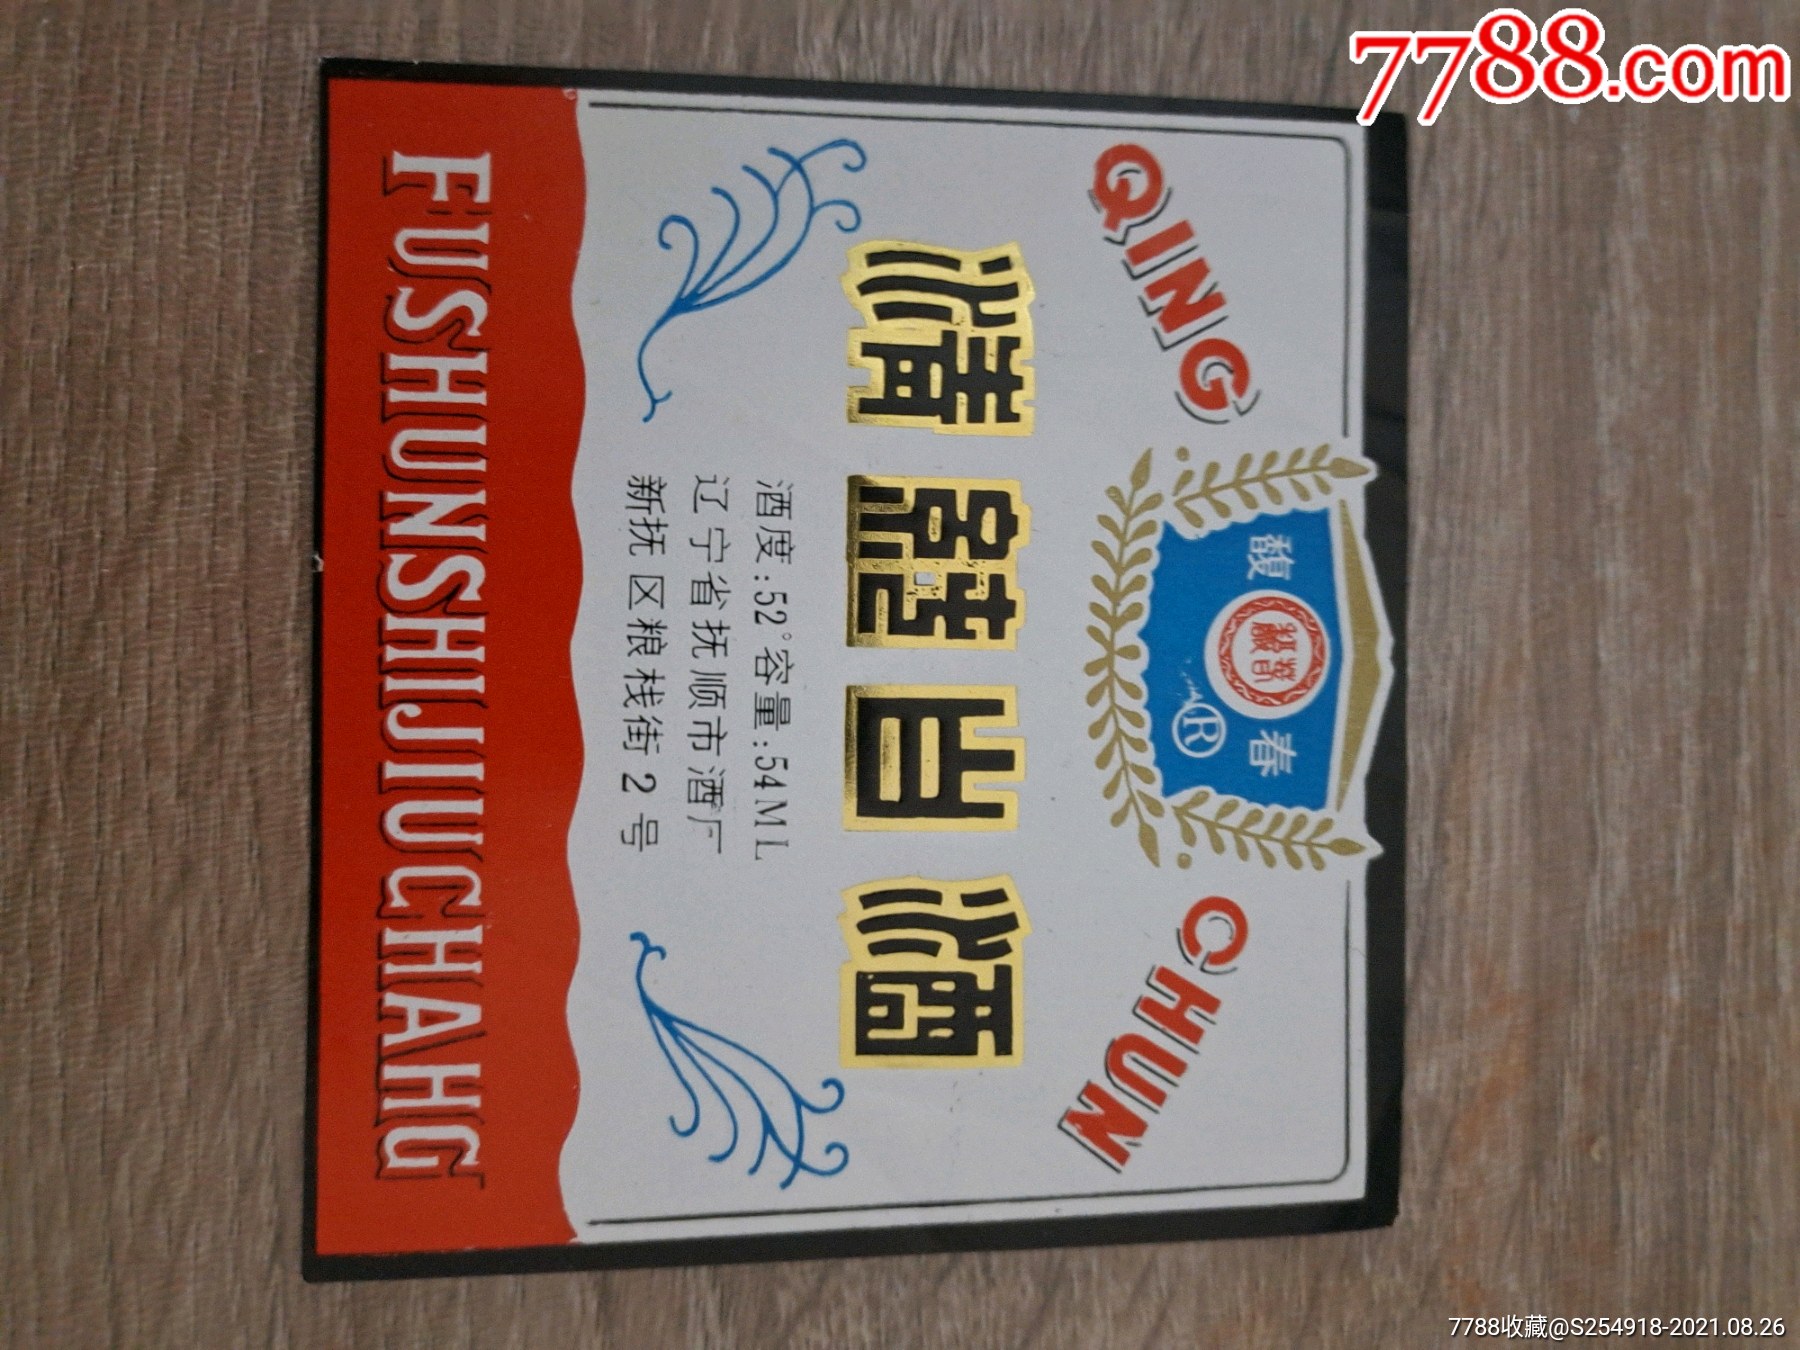 7788.com
馥 春
®
QING CHUN
清 酒
酒度:52°容量:54ML
辽宁省抚顺市酒厂
新抚区粮栈街2号
FUSHUNSHIJIUCHAHG
7788收藏@S254918-2021.08.26